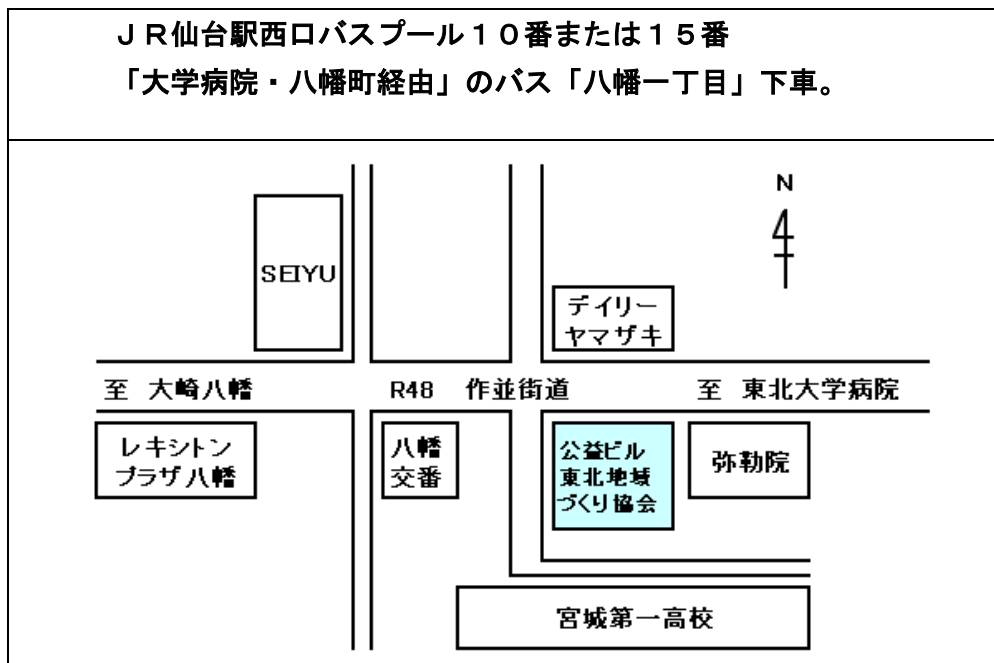 JR仙台駅西口バスプール10番または15番
「大学病院・八幡町経由」のバス「八幡一丁目」下車。
N
SEIYU
デイリー
ヤマザキ
至 大崎八幡
R48 作並街道
至 東北大学病院
レキシトン
プラザ八幡
八幡
交番
公益ビル
東北地域
づくり協会
弥勒院
宮城第一高校